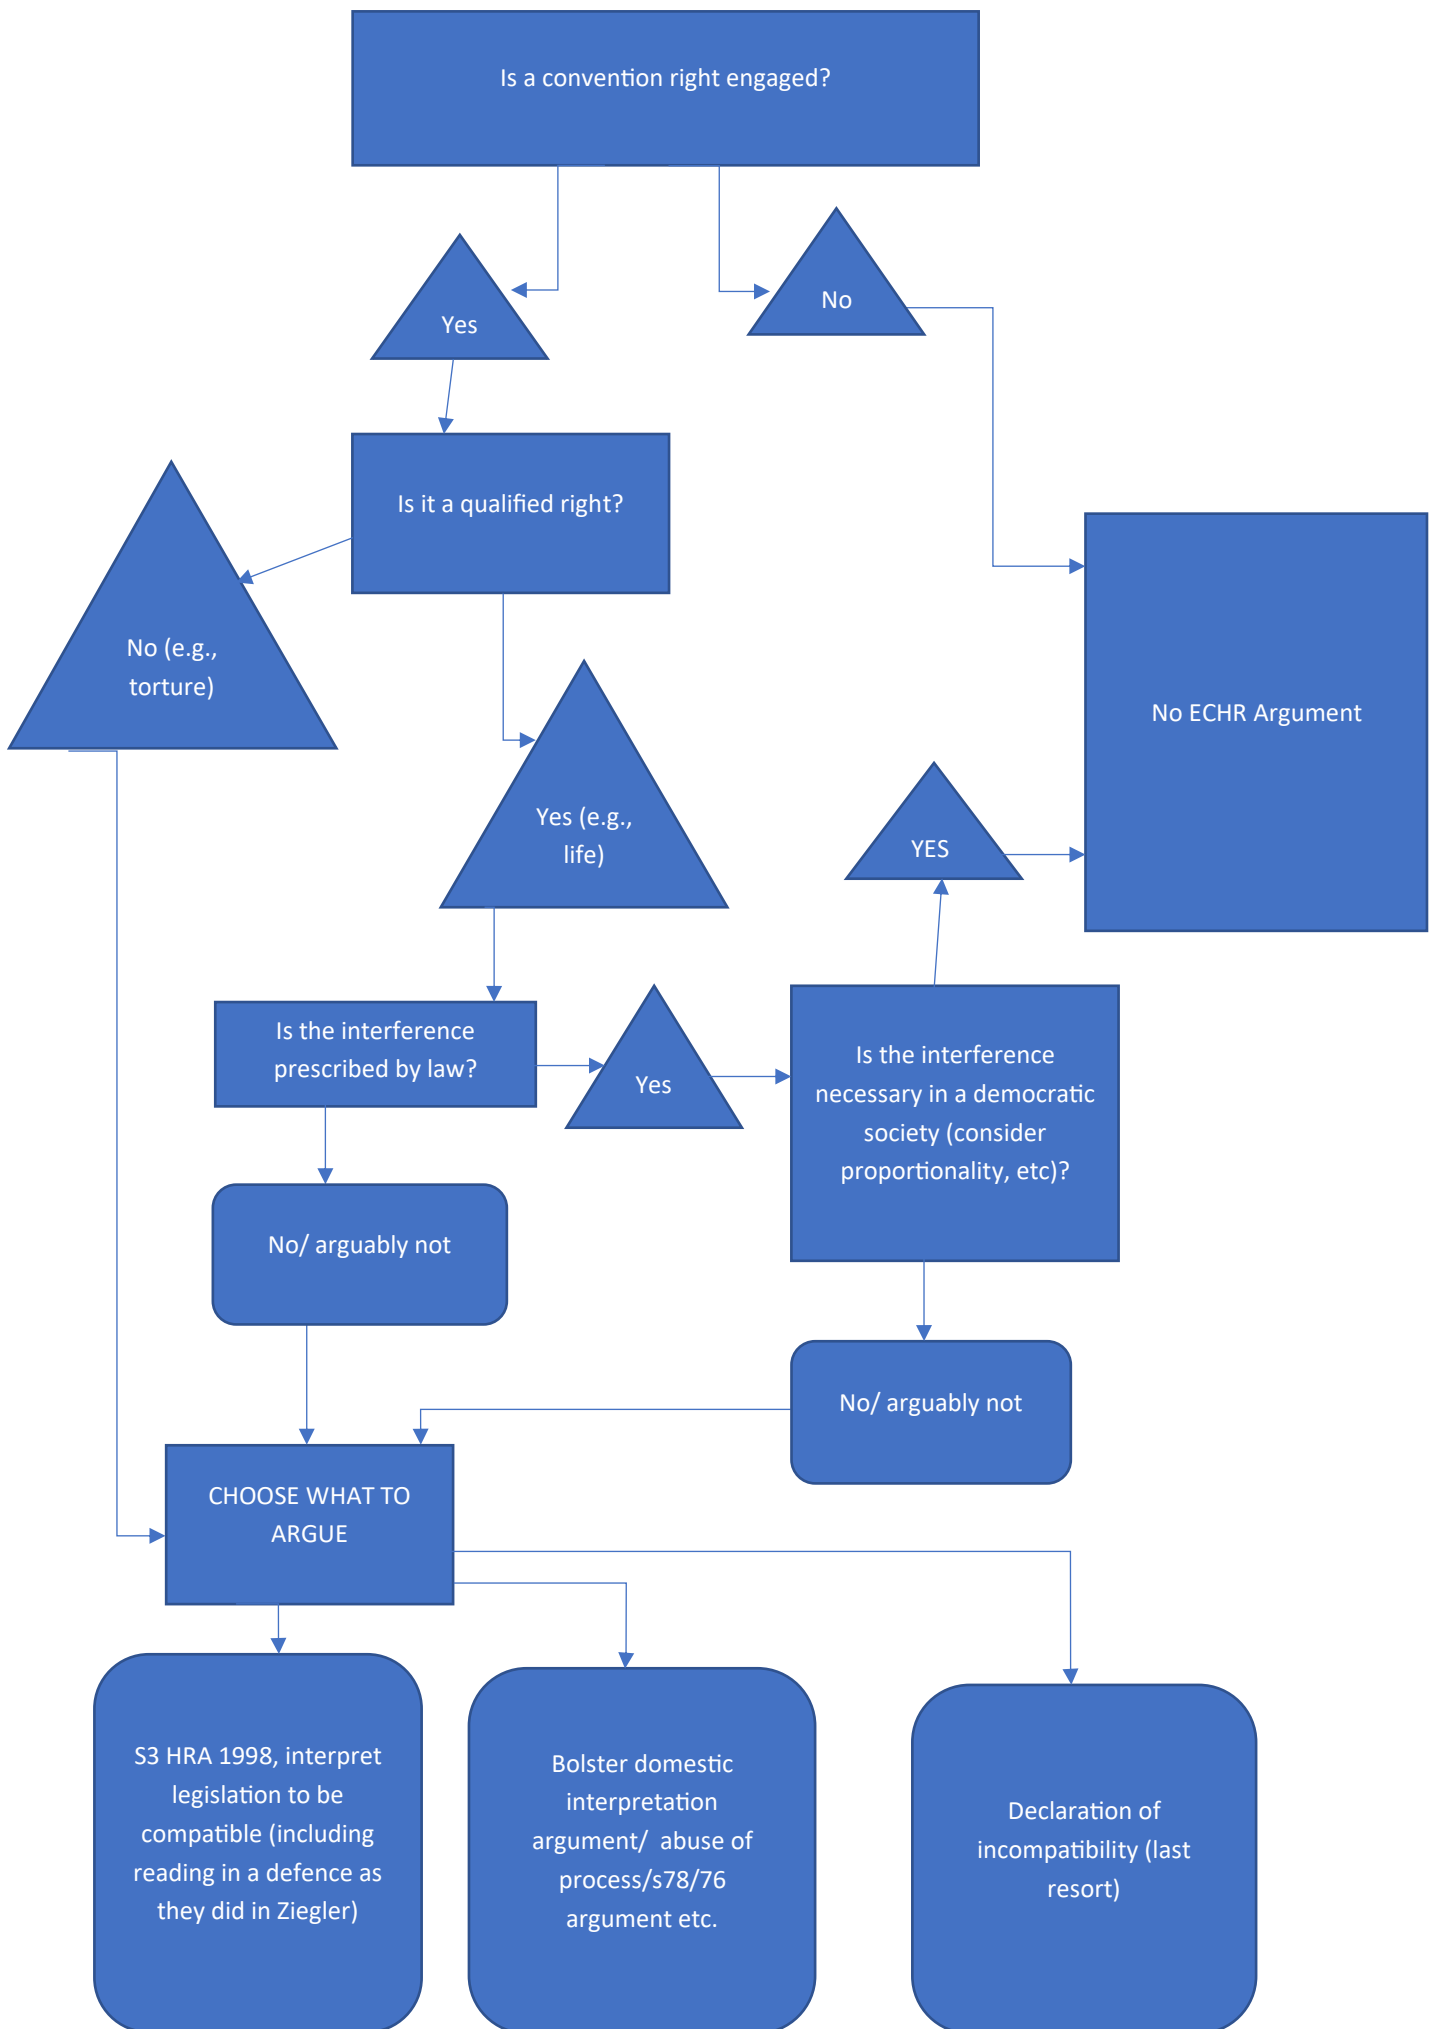 Is a convention right engaged?
No
Yes
Is it a qualified right?
No (e.g.,
torture)
No ECHR Argument
Yes (e.g.,
life)
YES
Is the interference
prescribed by law?
Yes
Is the interference
necessary in a democratic
society (consider
proportionality, etc)?
No/ arguably not
No/ arguably not
CHOOSE WHAT TO
ARGUE
S3 HRA 1998, interpret
legislation to be
compatible (including
reading in a defence as
they did in Ziegler)
Bolster domestic
interpretation
argument/  abuse of
process/s78/76
argument etc.
Declaration of
incompatibility (last
resort)